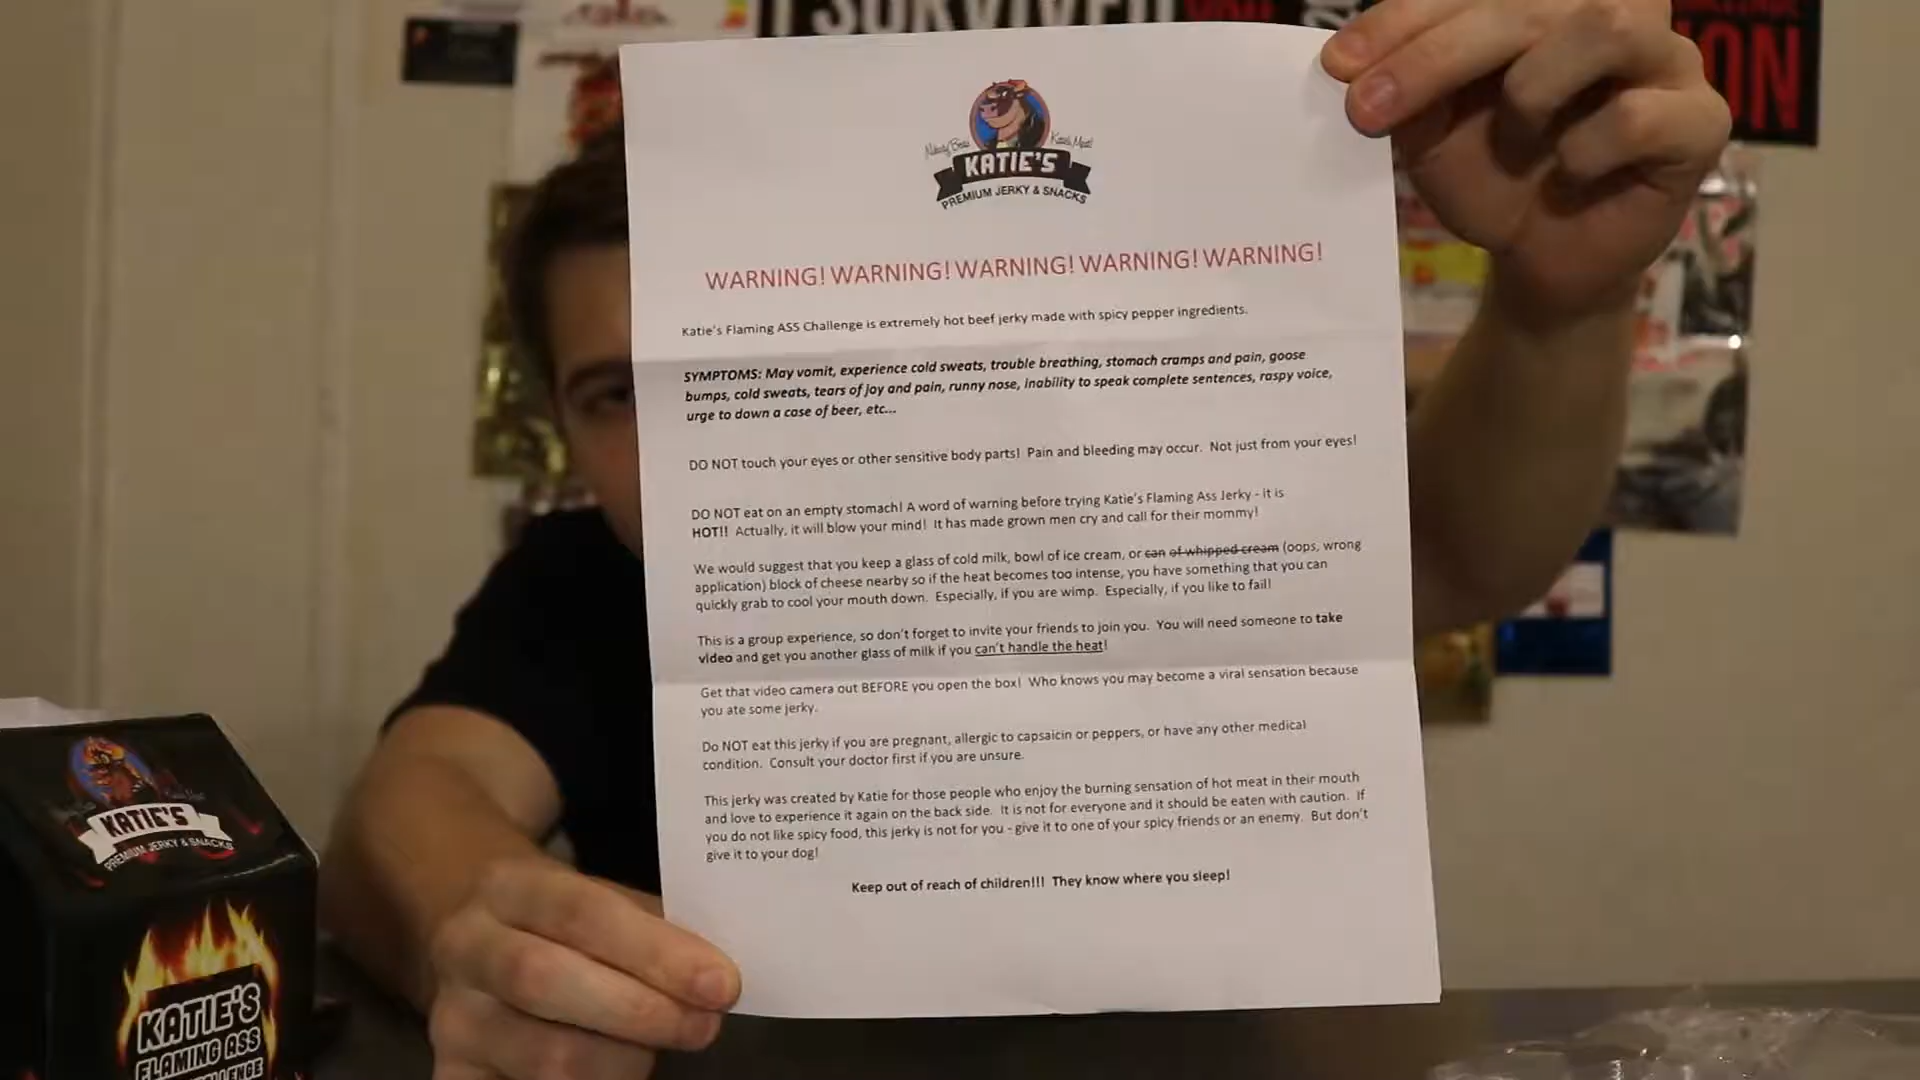 I SURVIVED
KATIE'S
PREMIUM JERKY & SNACKS
WARNING! WARNING! WARNING! WARNING! WARNING!
Katie's Flaming ASS Challenge is extremely hot beef jerky made with spicy pepper ingredients.
SYMPTOMS: May vomit, experience cold sweats, trouble breathing, stomach cramps and pain, goose
bumps, cold sweats, tears of joy and pain, runny nose, inability to speak complete sentences, raspy voice,
urge to down a case of beer, etc...
DO NOT touch your eyes or other sensitive body parts! Pain and bleeding may occur. Not just from your eyes!
DO NOT eat on an empty stomach! A word of warning before trying Katie's Flaming Ass Jerky - it is
HOT!! Actually, it will blow your mind! It has made grown men cry and call for their mommy!
We would suggest that you keep a glass of cold milk, bowl of ice cream, or can of whipped cream (oops, wrong
application) block of cheese nearby so if the heat becomes too intense, you have something that you can
quickly grab to cool your mouth down. Especially, if you are wimp. Especially, if you like to fail!
This is a group experience, so don't forget to invite your friends to join you. You will need someone to take
video and get you another glass of milk if you can't handle the heat!
Get that video camera out BEFORE you open the box! Who knows you may become a viral sensation because
you ate some jerky.
Do NOT eat this jerky if you are pregnant, allergic to capsaicin or peppers, or have any other medical
condition. Consult your doctor first if you are unsure.
This jerky was created by Katie for those people who enjoy the burning sensation of hot meat in their mouth
and love to experience it again on the back side. It is not for everyone and it should be eaten with caution. If
you do not like spicy food, this jerky is not for you - give it to one of your spicy friends or an enemy. But don't
give it to your dog!
Keep out of reach of children!!! They know where you sleep!
KATIE'S
PREMIUM JERKY & SNACKS
KATIE'S
FLAMING ASS